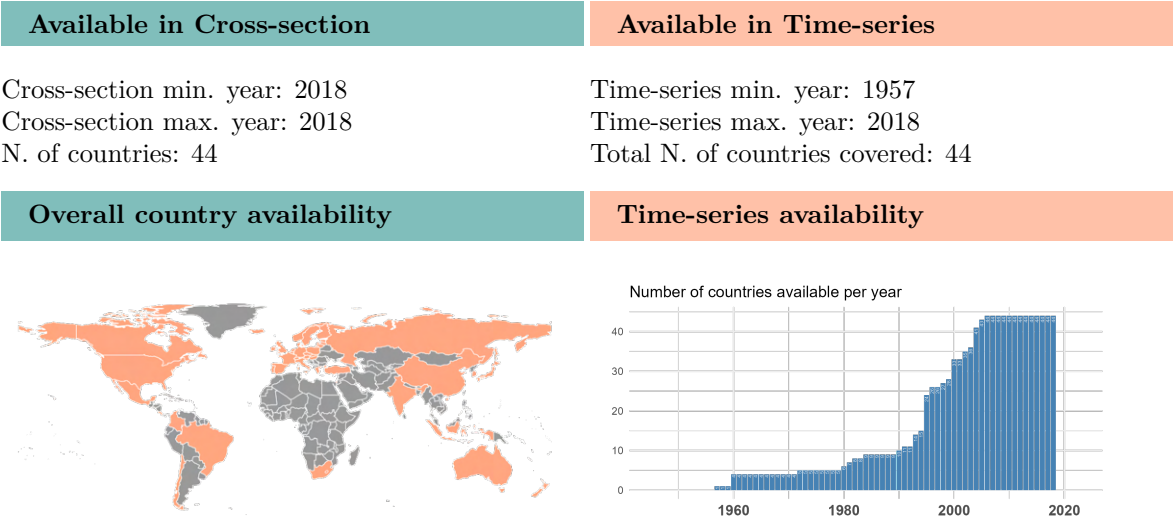 Available in Cross-section
Available in Time-series
Cross-section min. year: 2018
Cross-section max. year: 2018
N. of countries: 44
Time-series min. year: 1957
Time-series max. year: 2018
Total N. of countries covered: 44
Overall country availability
Time-series availability
Number of countries available per year
40
30
20
10
0
1960 1980 2000 2020